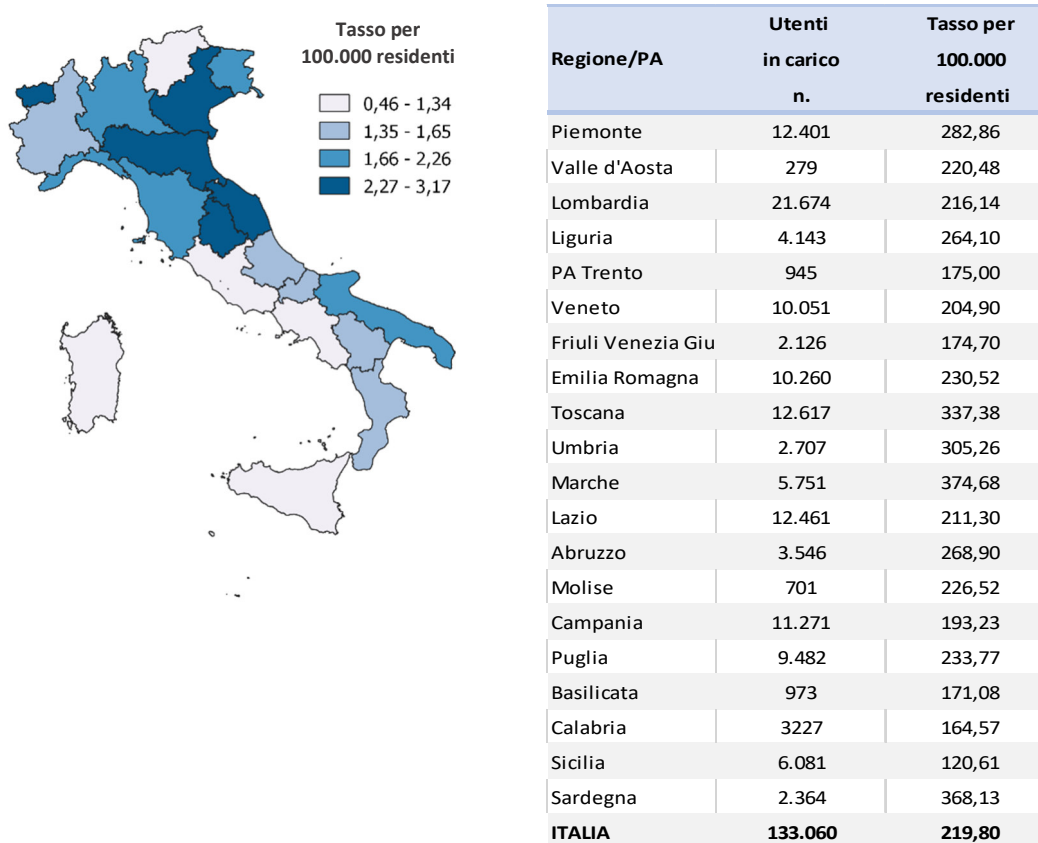 Tasso per
100.000 residenti
0,46 - 1,34
1,35 - 1,65
1,66 - 2,26
2,27 - 3,17
Regione/PA Utenti in carico n. Tasso per 100.000 residenti
Piemonte 12.401 282,86
Valle d'Aosta 279 220,48
Lombardia 21.674 216,14
Liguria 4.143 264,10
PA Trento 945 175,00
Veneto 10.051 204,90
Friuli Venezia Giu 2.126 174,70
Emilia Romagna 10.260 230,52
Toscana 12.617 337,38
Umbria 2.707 305,26
Marche 5.751 374,68
Lazio 12.461 211,30
Abruzzo 3.546 268,90
Molise 701 226,52
Campania 11.271 193,23
Puglia 9.482 233,77
Basilicata 973 171,08
Calabria 3227 164,57
Sicilia 6.081 120,61
Sardegna 2.364 368,13
ITALIA 133.060 219,80